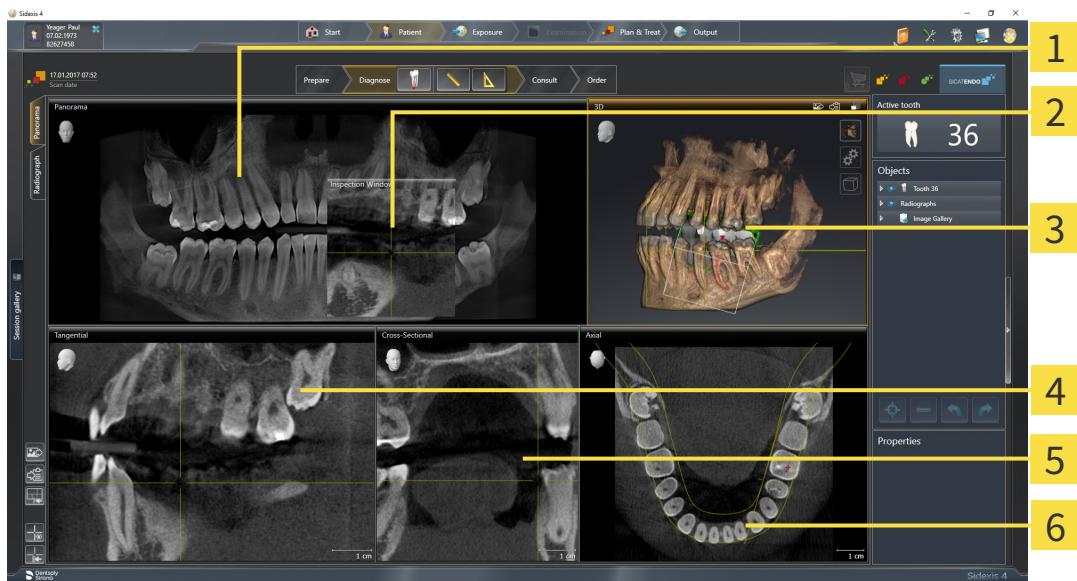 Sidexis 4
Yeager Paul
07.02.1973
82627458
Start
Patient
Exposure
Examination
Plan & Treat
Output
17.01.2017 07:52
Scan date
Prepare
Diagnose
Consult
Order
SICATENDO
Panorama
Radiograph
Session gallery
Panorama
Inspection Window
3D
Active tooth
36
Objects
Tooth 36
Radiographs
Image Gallery
Tangential
Cross-Sectional
Axial
Properties
1 cm
1 cm
1 cm
Dentsply
Sirona
Sidexis 4
1
2
3
4
5
6